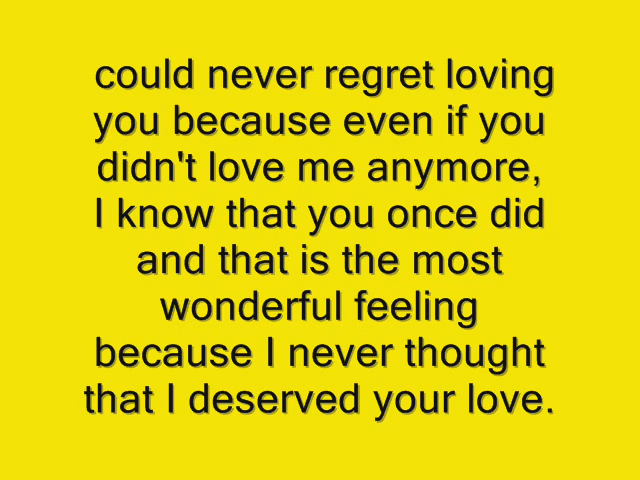 could never regret loving
you because even if you
didn't love me anymore,
I know that you once did
and that is the most
wonderful feeling
because I never thought
that I deserved your love.